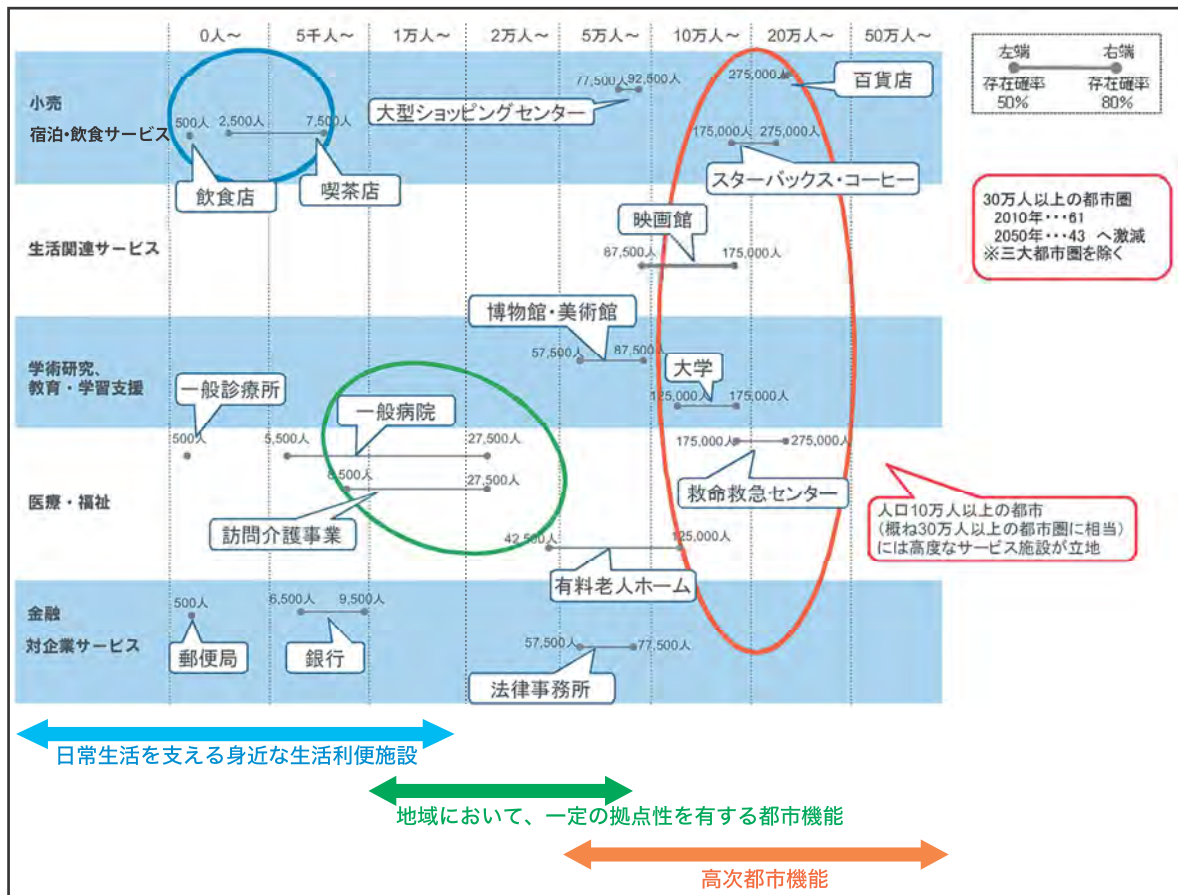 0人～ 5千人～ 1万人～ 2万人～ 5万人～ 10万人～ 20万人～ 50万人～
左端 右端
存在確率 存在確率
50% 80%
小売
宿泊・飲食サービス
77,500人 92,500人
大型ショッピングセンター
275,000人
百貨店
500人 2,500人 7,500人
飲食店
喫茶店
175,000人 275,000人
スターバックス・コーヒー
30万人以上の都市圏
2010年・・・61
2050年・・・43 へ激減
※三大都市圏を除く
生活関連サービス
映画館
87,500人 175,000人
学術研究、
教育・学習支援
博物館・美術館
57,500人 87,500人
大学
125,000人 175,000人
医療・福祉
一般診療所
500人
一般病院
5,500人 27,500人
8,500人 27,500人
訪問介護事業
175,000人 275,000人
救命救急センター
42,500人 125,000人
有料老人ホーム
人口10万人以上の都市
(概ね30万人以上の都市圏に相当)
には高度なサービス施設が立地
金融
対企業サービス
500人
郵便局
6,500人 9,500人
銀行
57,500人 77,500人
法律事務所
日常生活を支える身近な生活利便施設
地域において、一定の拠点性を有する都市機能
高次都市機能